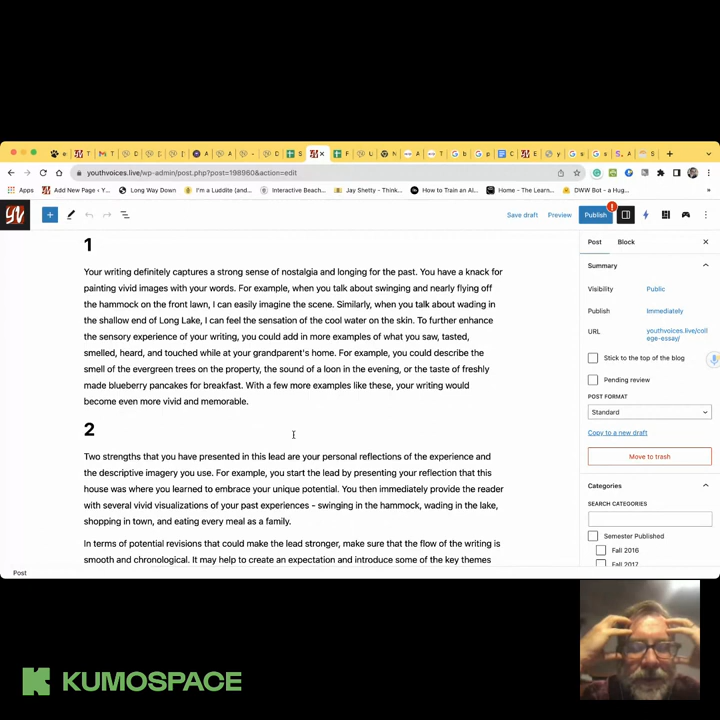 youthvoices.live/wp-admin/post.php?post=198960&action=edit
Apps
Add New Page ‹ Y...
Long Way Down
I'm a Luddite (and...
Interactive Beach...
Jay Shetty - Think...
How to Train an Al...
Home - The Learn...
DWW Bot - a Hug...
Save draft
Preview
Publish
1
Your writing definitely captures a strong sense of nostalgia and longing for the past. You have a knack for
painting vivid images with your words. For example, when you talk about swinging and nearly flying off
the hammock on the front lawn, I can easily imagine the scene. Similarly, when you talk about wading in
the shallow end of Long Lake, I can feel the sensation of the cool water on the skin. To further enhance
the sensory experience of your writing, you could add in more examples of what you saw, tasted,
smelled, heard, and touched while at your grandparent's home. For example, you could describe the
smell of the evergreen trees on the property, the sound of a loon in the evening, or the taste of freshly
made blueberry pancakes for breakfast. With a few more examples like these, your writing would
become even more vivid and memorable.
2
Two strengths that you have presented in this lead are your personal reflections of the experience and
the descriptive imagery you use. For example, you start the lead by presenting your reflection that this
house was where you learned to embrace your unique potential. You then immediately provide the reader
with several vivid visualizations of your past experiences - swinging in the hammock, wading in the lake,
shopping in town, and eating every meal as a family.
In terms of potential revisions that could make the lead stronger, make sure that the flow of the writing is
smooth and chronological. It may help to create an expectation and introduce some of the key themes
Post
Post
Block
Summary
Visibility
Public
Publish
Immediately
URL
youthvoices.live/coll
ege-essay/
Stick to the top of the blog
Pending review
POST FORMAT
Standard
Copy to a new draft
Move to trash
Categories
SEARCH CATEGORIES
Semester Published
Fall 2016
Fall 2017
KUMOSPACE